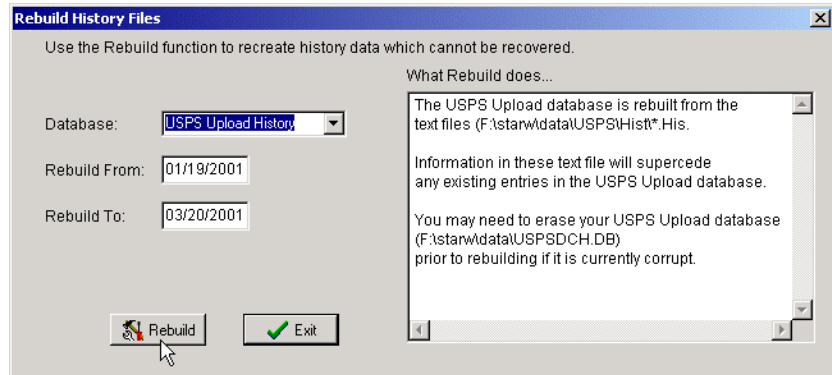 Rebuild History Files
Use the Rebuild function to recreate history data which cannot be recovered.
What Rebuild does...
Database: USPS Upload History
Rebuild From: 01/19/2001
Rebuild To: 03/20/2001
The USPS Upload database is rebuilt from the
text files (F:\starw\data\USPS\Hist\*.His.
Information in these text file will supercede
any existing entries in the USPS Upload database.
You may need to erase your USPS Upload database
(F:\starw\data\USPSDCH.DB)
prior to rebuilding if it is currently corrupt.
Rebuild
Exit